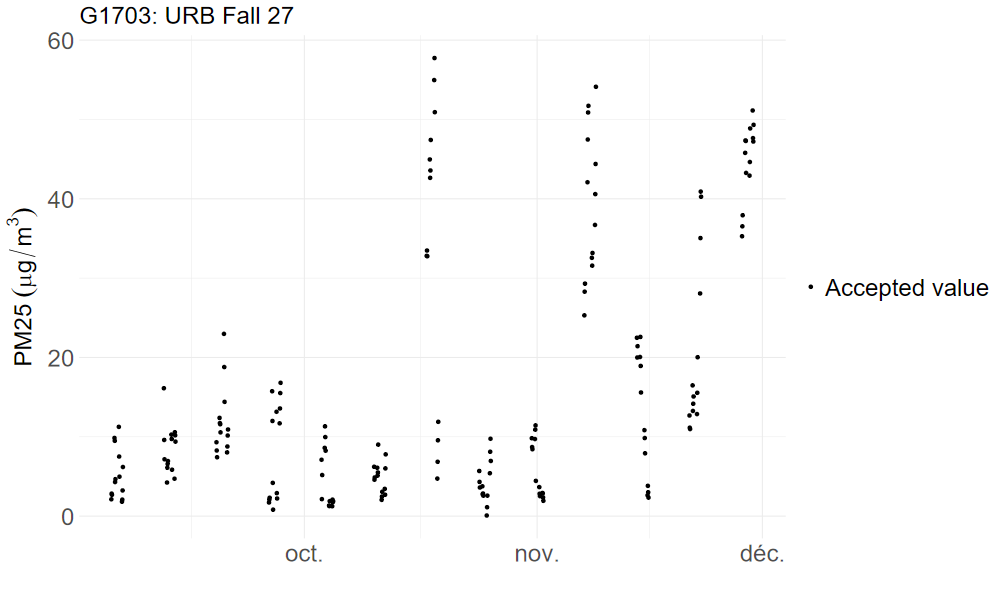 G1703: URB Fall 27
60
40
20
0
PM25 (µg/m³)
oct. nov. déc.
Accepted value